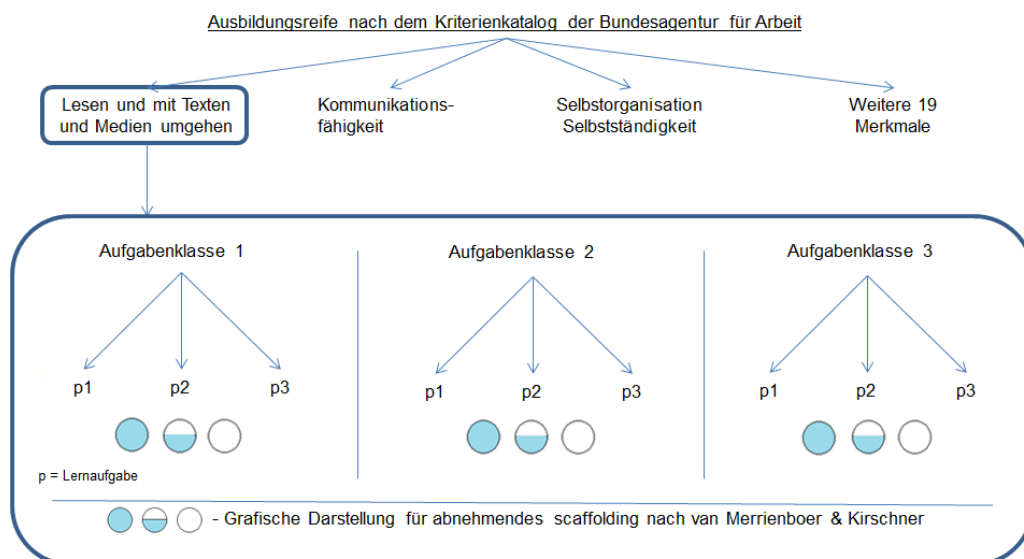 Ausbildungsreife nach dem Kriterienkatalog der Bundesagentur für Arbeit
Lesen und mit Texten
und Medien umgehen
Kommunikations-
fähigkeit
Selbstorganisation
Selbstständigkeit
Weitere 19
Merkmale
Aufgabenklasse 1
Aufgabenklasse 2
Aufgabenklasse 3
p1
p2
p3
p1
p2
p3
p1
p2
p3
p = Lernaufgabe
- Grafische Darstellung für abnehmendes scaffolding nach van Merrienboer & Kirschner